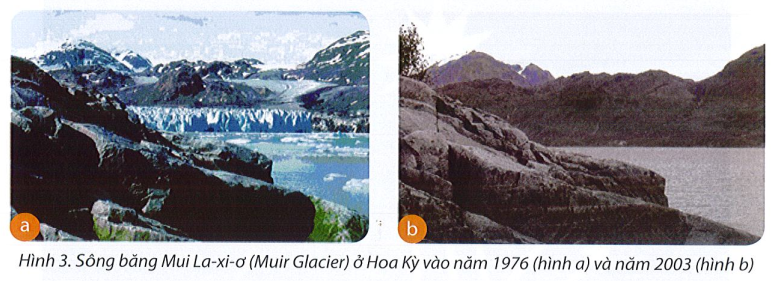 a
b
Hình 3. Sông băng Mui La-xi-ơ (Muir Glacier) ở Hoa Kỳ vào năm 1976 (hình a) và năm 2003 (hình b)